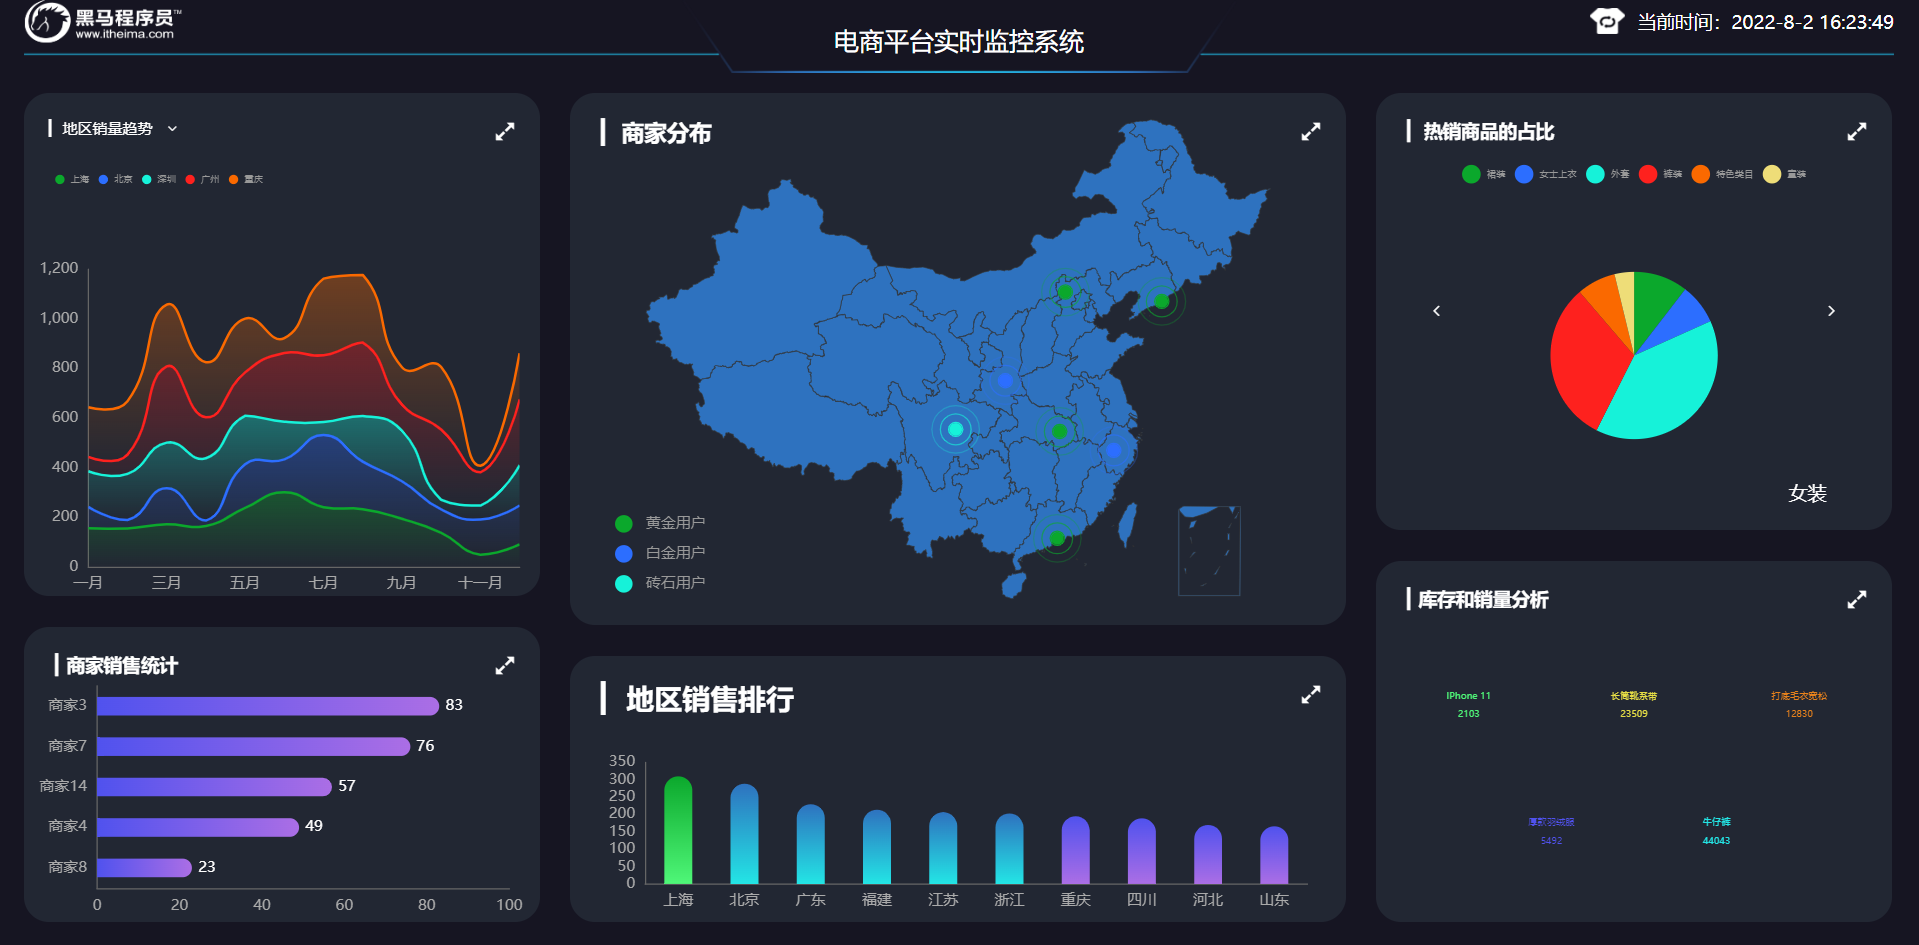 黑马程序员™
www.itheima.com
电商平台实时监控系统
当前时间：2022-8-2 16:23:49
地区销量趋势
上海 北京 深圳 广州 重庆
1,200
1,000
800
600
400
200
0
一月 三月 五月 七月 九月 十一月
商家销售统计
商家3 83
商家7 76
商家14 57
商家4 49
商家8 23
0 20 40 60 80 100
商家分布
黄金用户
白金用户
砖石用户
地区销售排行
350
300
250
200
150
100
50
0
上海 北京 广东 福建 江苏 浙江 重庆 四川 河北 山东
热销商品的占比
裙装 女士上衣 外套 裤装 特色类目 童装
女装
库存和销量分析
IPhone 11 长筒靴系带 打底毛衣宽松
2103 23509 12830
厚款羽绒服 牛仔裤
5492 44043